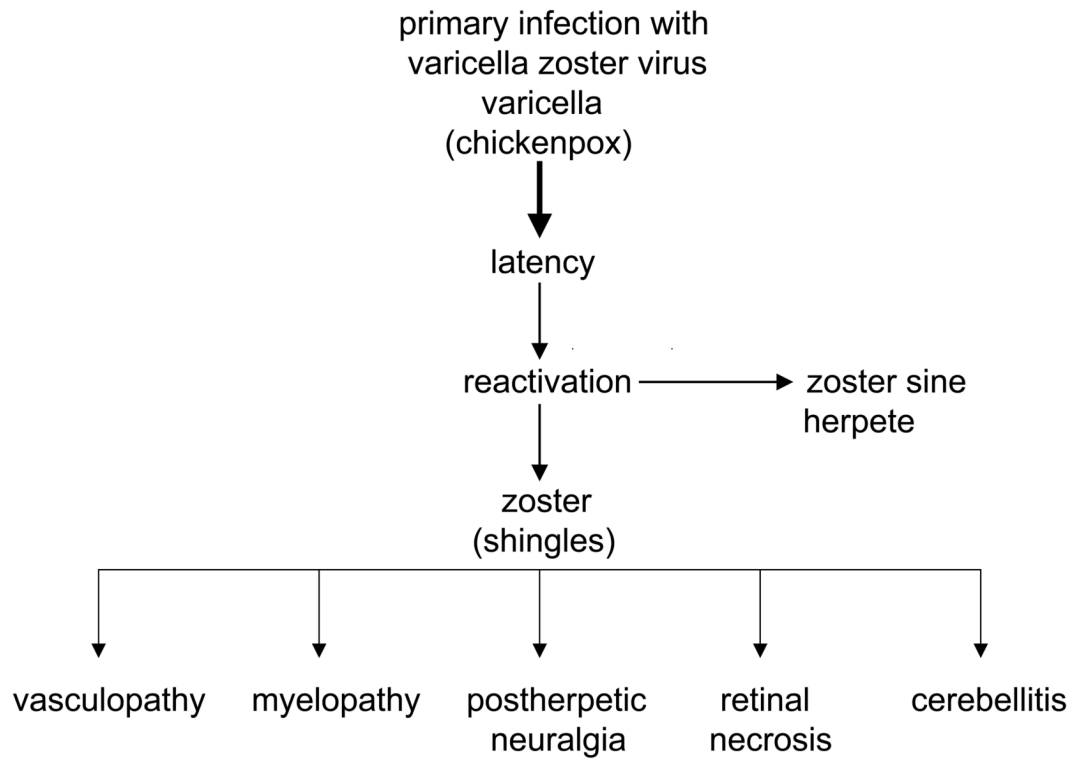 primary infection with
varicella zoster virus
varicella
(chickenpox)
latency
reactivation
zoster sine
herpete
zoster
(shingles)
vasculopathy
myelopathy
postherpetic
neuralgia
retinal
necrosis
cerebellitis